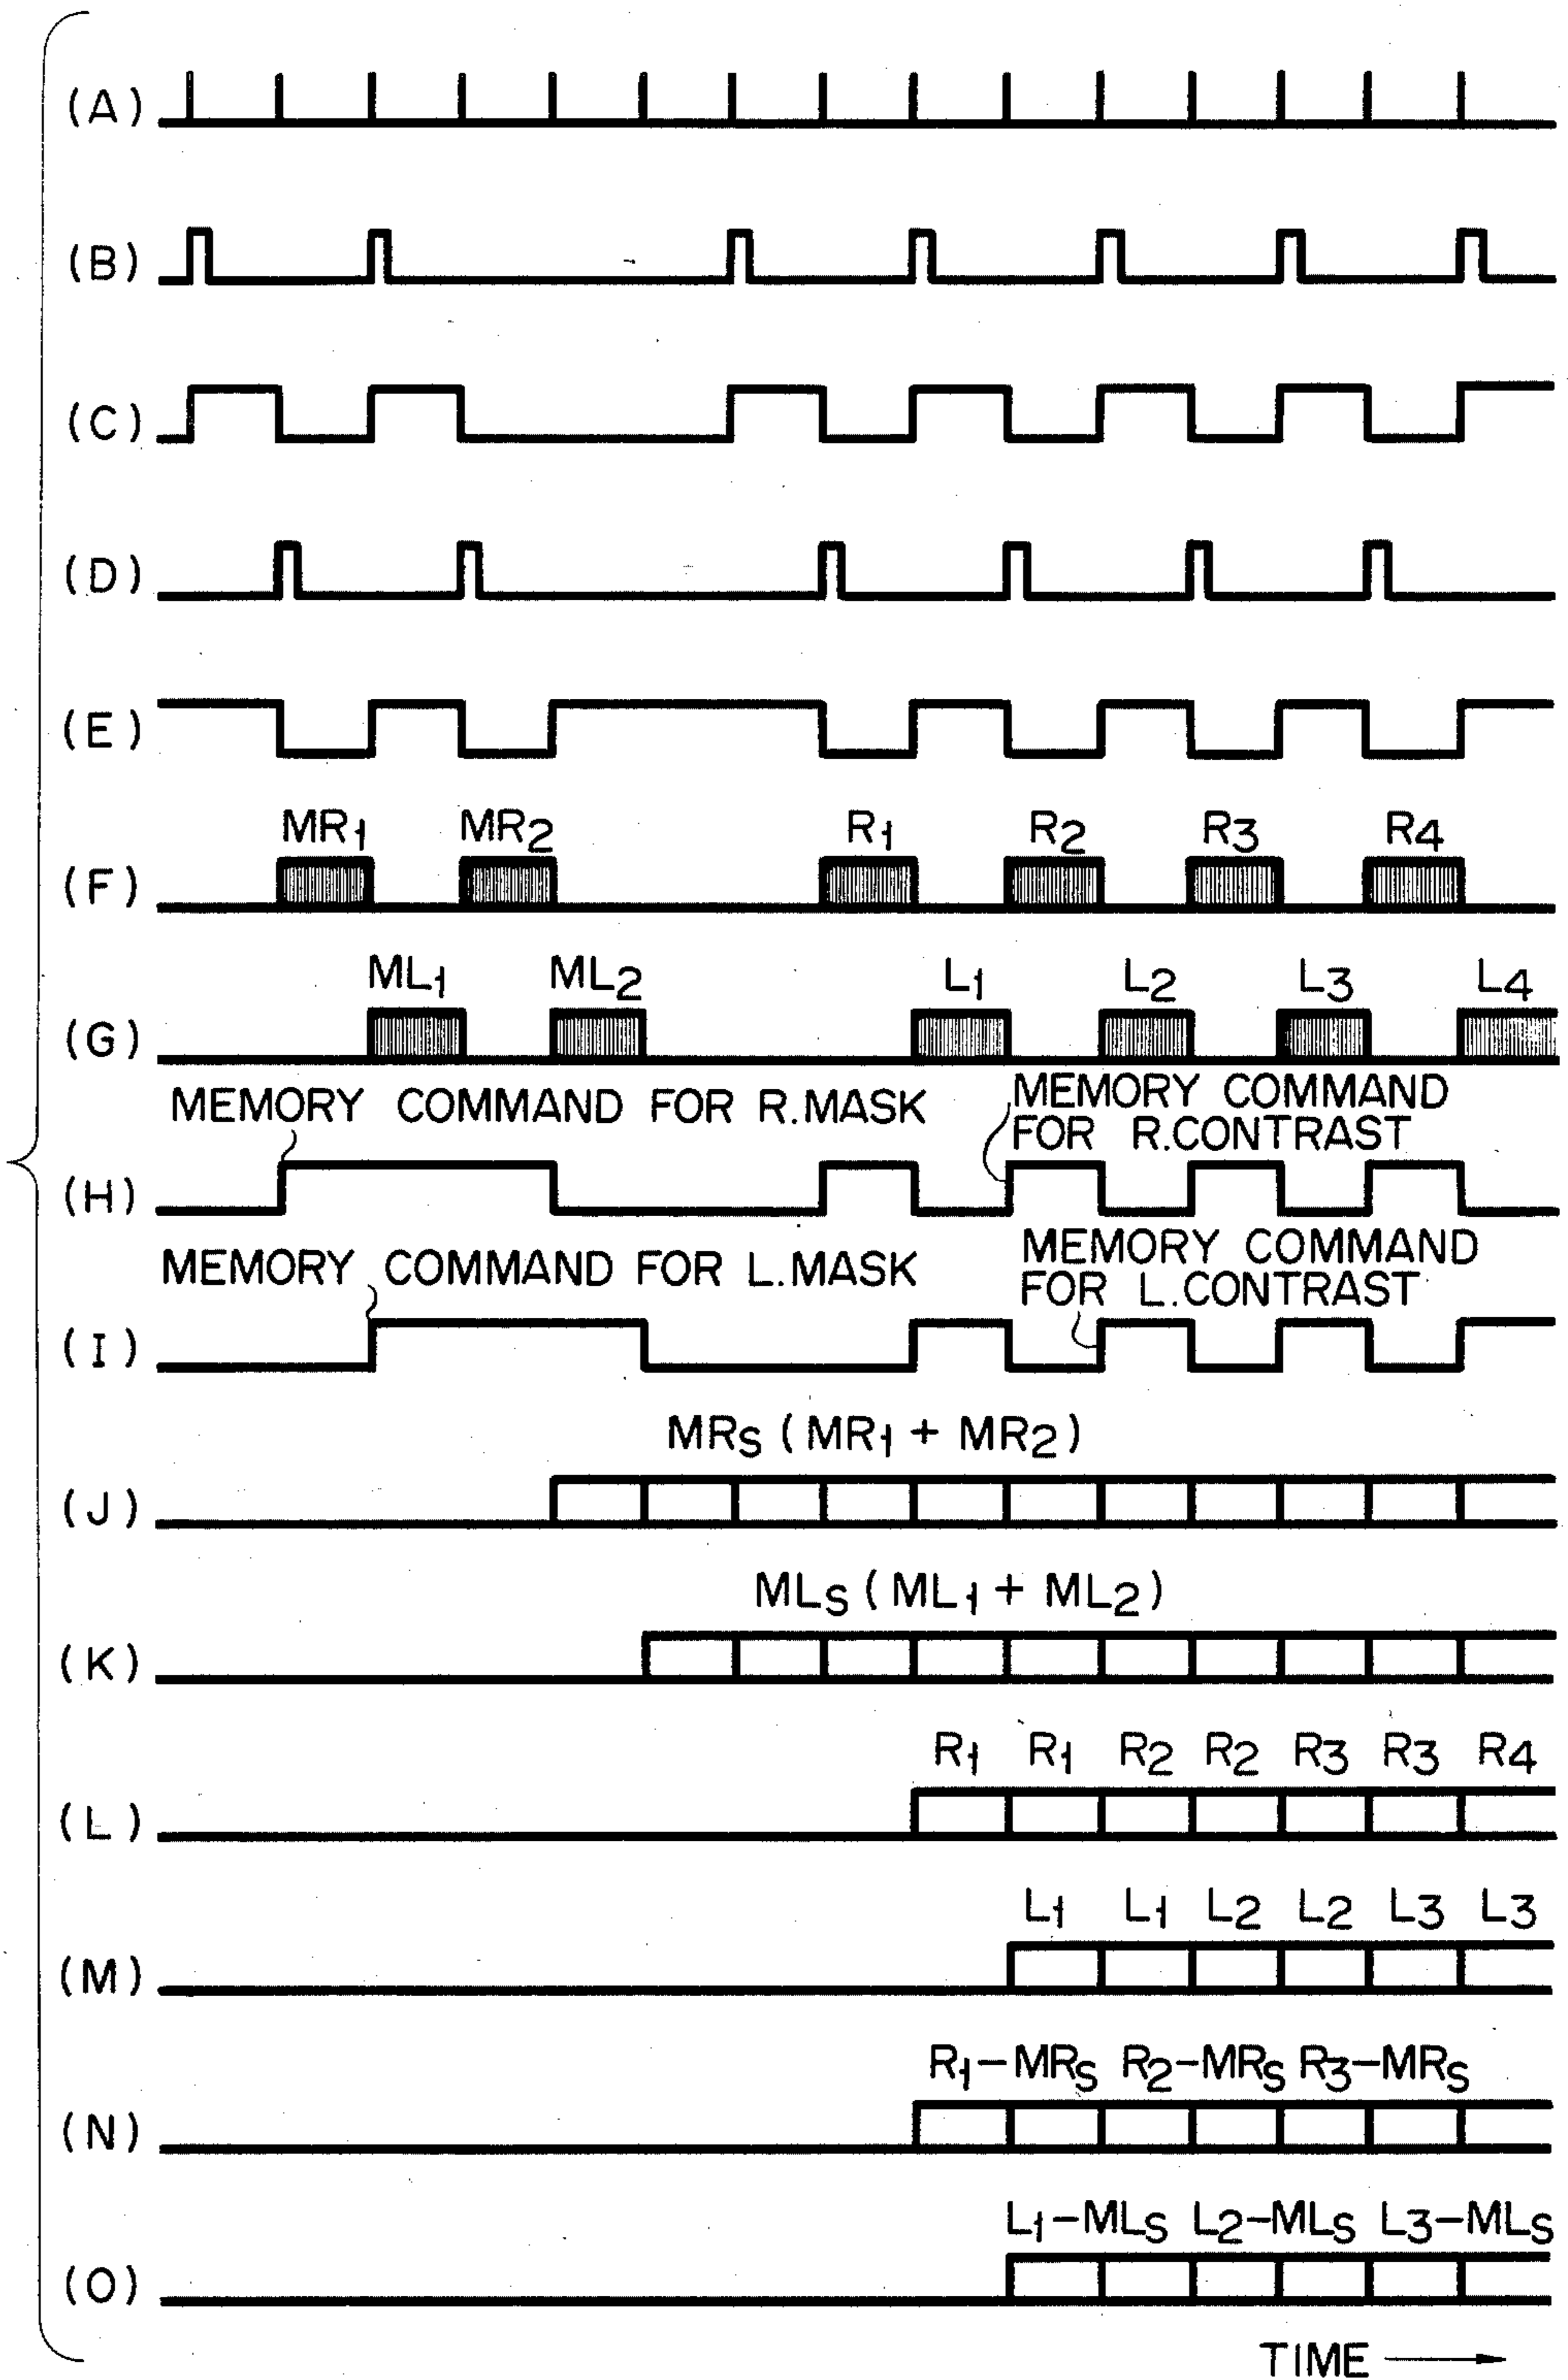 (A)
(B)
(C)
(D)
(E)
MR1 MR2 R1 R2 R3 R4
(F)
ML1 ML2 L1 L2 L3 L4
(G)
MEMORY COMMAND FOR R.MASK
MEMORY COMMAND
FOR R.CONTRAST
(H)
MEMORY COMMAND FOR L.MASK
MEMORY COMMAND
FOR L.CONTRAST
(I)
MRS (MR1 + MR2)
(J)
MLS (ML1 + ML2)
(K)
R1 R1 R2 R2 R3 R3 R4
(L)
L1 L1 L2 L2 L3 L3
(M)
R1-MRS R2-MRS R3-MRS
(N)
L1-MLS L2-MLS L3-MLS
(O)
TIME